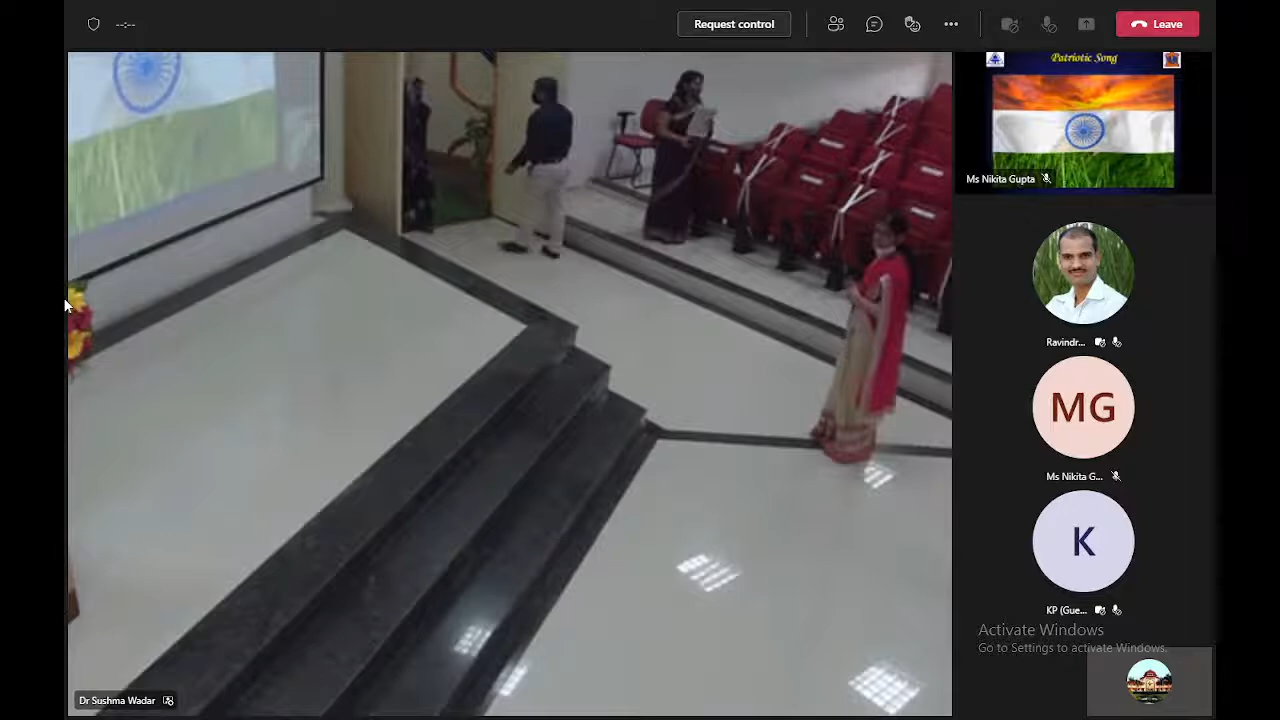 --:--
Request control
Leave
Patriotic Song
Ms Nikita Gupta
Ravindr...
MG
Ms Nikita G...
K
KP (Gue...
Activate Windows
Go to Settings to activate Windows.
Dr Sushma Wadar